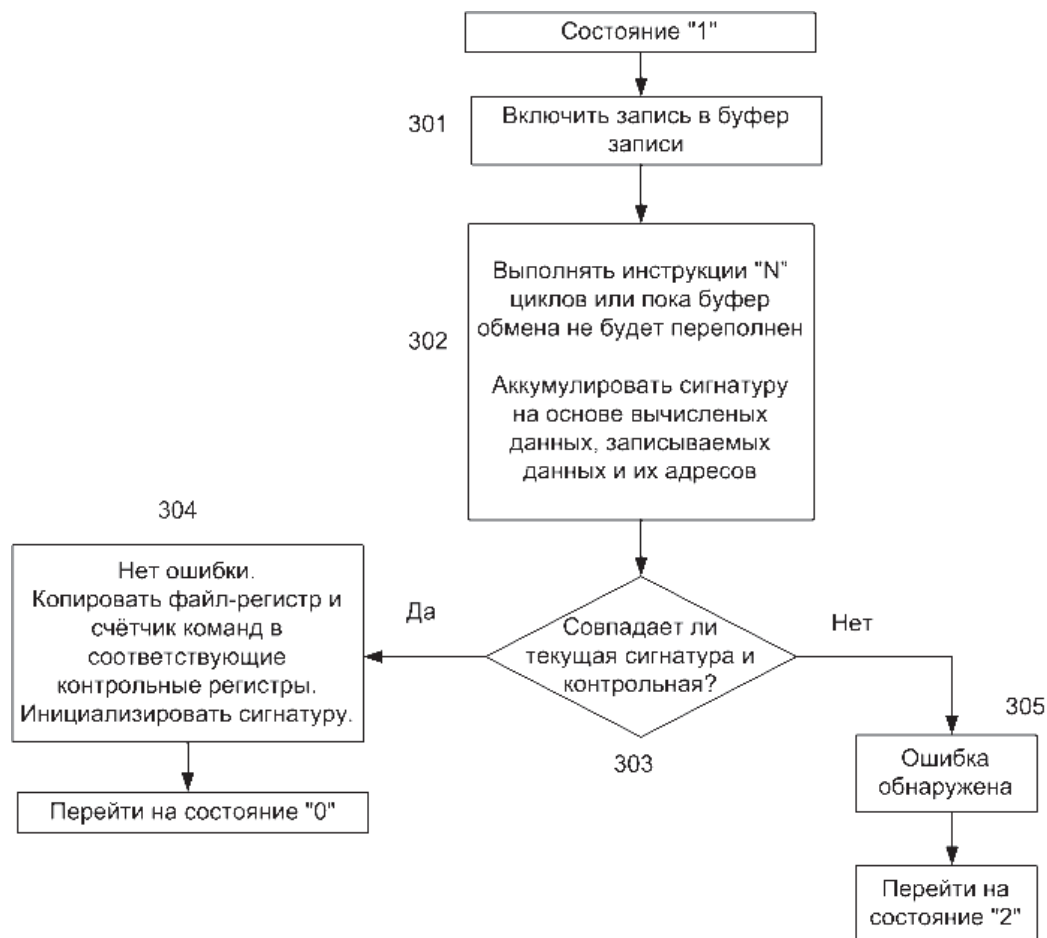 Состояние "1"
301
Включить запись в буфер
записи
302
Выполнять инструкции "N"
циклов или пока буфер
обмена не будет переполнен
Аккумулировать сигнатуру
на основе вычисленых
данных, записываемых
данных и их адресов
303
Совпадает ли
текущая сигнатура и
контрольная?
Да
Нет
304
Нет ошибки.
Копировать файл-регистр и
счётчик команд в
соответствующие
контрольные регистры.
Инициализировать сигнатуру.
Перейти на состояние "0"
305
Ошибка
обнаружена
Перейти на
состояние "2"